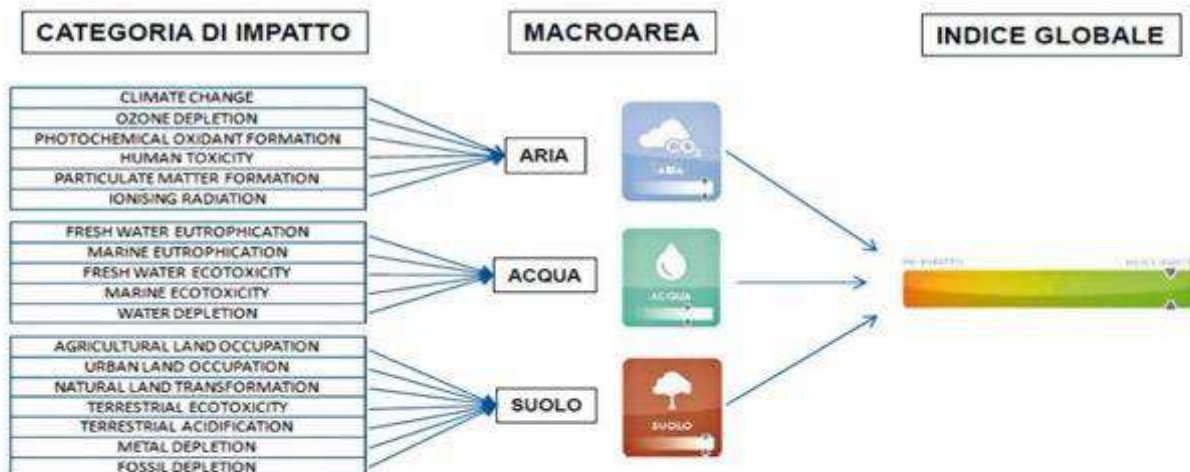 CATEGORIA DI IMPATTO
MACROAREA
INDICE GLOBALE
CLIMATE CHANGE
OZONE DEPLETION
PHOTOCHEMICAL OXIDANT FORMATION
HUMAN TOXICITY
PARTICULATE MATTER FORMATION
IONISING RADIATION
ARIA
CO2
ARIA
FRESH WATER EUTROPHICATION
MARINE EUTROPHICATION
FRESH WATER ECOTOXICITY
MARINE ECOTOXICITY
WATER DEPLETION
ACQUA
ACQUA
AGRICULTURAL LAND OCCUPATION
URBAN LAND OCCUPATION
NATURAL LAND TRANSFORMATION
TERRESTRIAL ECOTOXICITY
TERRESTRIAL ACIDIFICATION
METAL DEPLETION
FOSSIL DEPLETION
SUOLO
SUOLO